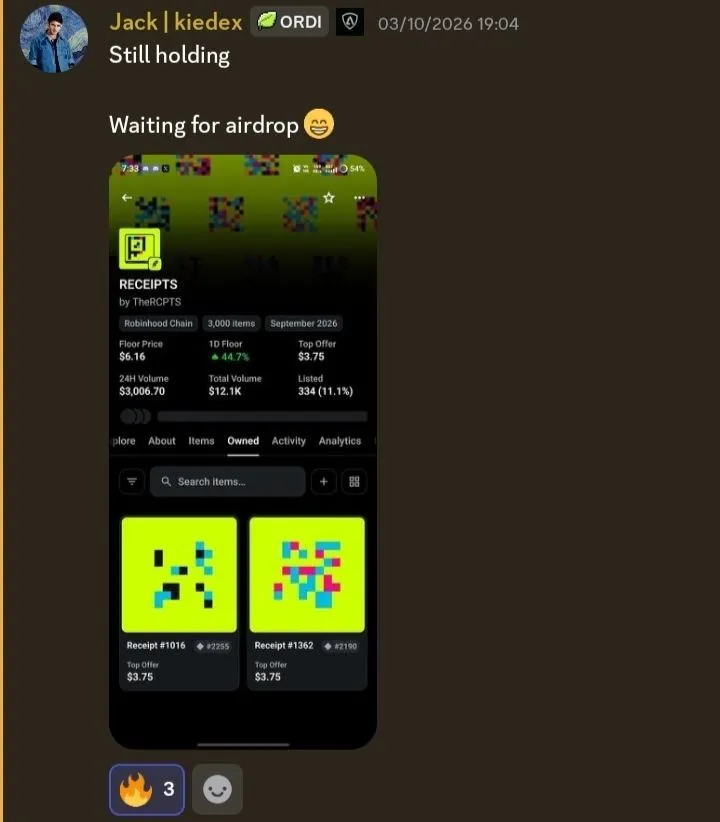 Jack | kiedex ORDI 03/10/2026 19:04
Still holding
Waiting for airdrop 😁
7:33 54%
RECEIPTS
by TheRCPTS
Robinhood Chain 3,000 items September 2026
Floor Price 1D Floor Top Offer
$6.16 44.7% $3.75
24H Volume Total Volume Listed
$3,006.70 $12.1K 334 (11.1%)
plore About Items Owned Activity Analytics
Search items...
Receipt #1016 #2255 Receipt #1362 #2190
Top Offer Top Offer
$3.75 $3.75
🔥 3